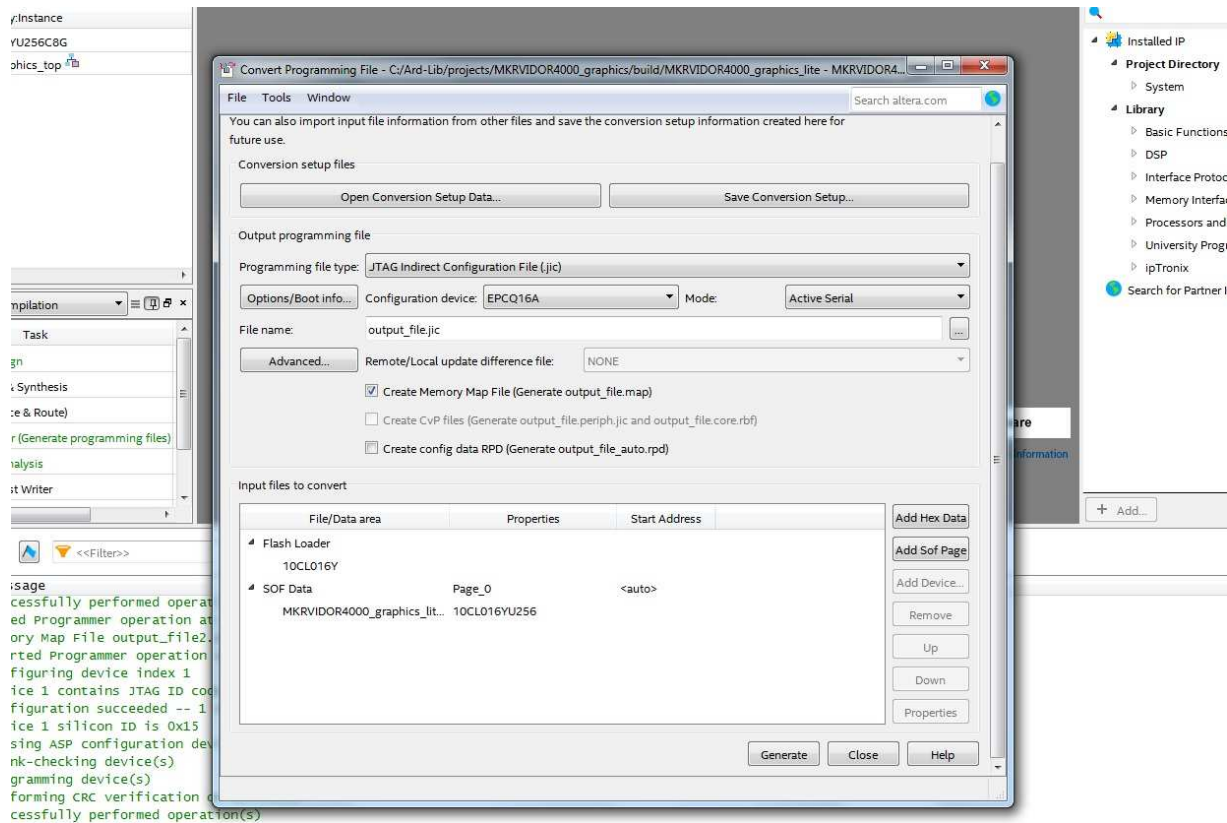 y:Instance
YU256C8G
phics_top
Convert Programming File - C:/Ard-Lib/projects/MKRVIDOR4000_graphics/build/MKRVIDOR4000_graphics_lite - MKRVIDOR4...
File Tools Window
Search altera.com
You can also import input file information from other files and save the conversion setup information created here for
future use.
Conversion setup files
Open Conversion Setup Data...
Save Conversion Setup...
Output programming file
Programming file type: JTAG Indirect Configuration File (.jic)
Options/Boot info... Configuration device: EPCQ16A Mode: Active Serial
File name: output_file.jic ...
Advanced... Remote/Local update difference file: NONE
Create Memory Map File (Generate output_file.map)
Create CvP files (Generate output_file.periph.jic and output_file.core.rbf)
Create config data RPD (Generate output_file_auto.rpd)
Input files to convert
File/Data area Properties Start Address
Flash Loader
10CL016Y
SOF Data Page_0 <auto>
MKRVIDOR4000_graphics_lit... 10CL016YU256
Add Hex Data
Add Sof Page
Add Device...
Remove
Up
Down
Properties
Generate Close Help
Installed IP
Project Directory
System
Library
Basic Functions
DSP
Interface Protoc
Memory Interfac
Processors and
University Progr
ipTronix
Search for Partner I
+ Add...
are
nformation
mpilation
Task
gn
& Synthesis
ce & Route)
r (Generate programming files)
nalysis
st Writer
<<Filter>>
ssage
cessfully performed operat
ed Programmer operation at
ory Map File output_file2.
rted Programmer operation
figuring device index 1
ice 1 contains JTAG ID cod
figuration succeeded -- 1
ice 1 silicon ID is 0x15
sing ASP configuration dev
nk-checking device(s)
gramming device(s)
forming CRC verification
cessfully performed operation(s)